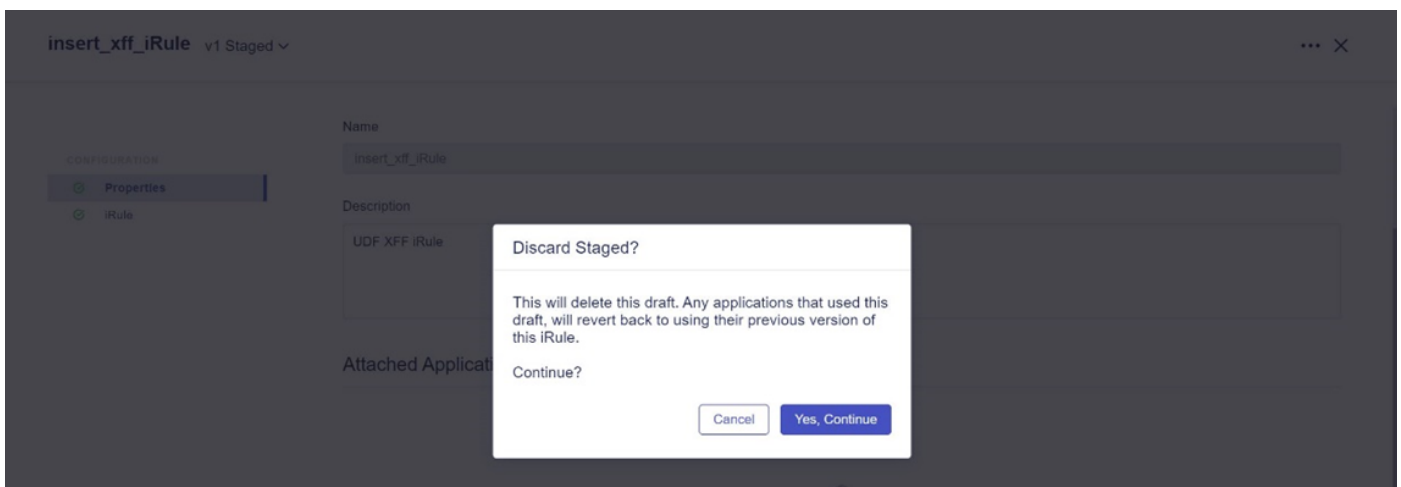 insert_xff_iRule v1 Staged
Name
CONFIGURATION
insert_xff_iRule
Properties
Description
iRule
UDF XFF iRule
Discard Staged?
This will delete this draft. Any applications that used this
draft, will revert back to using their previous version of
this iRule.
Attached Applicati
Continue?
Cancel Yes, Continue